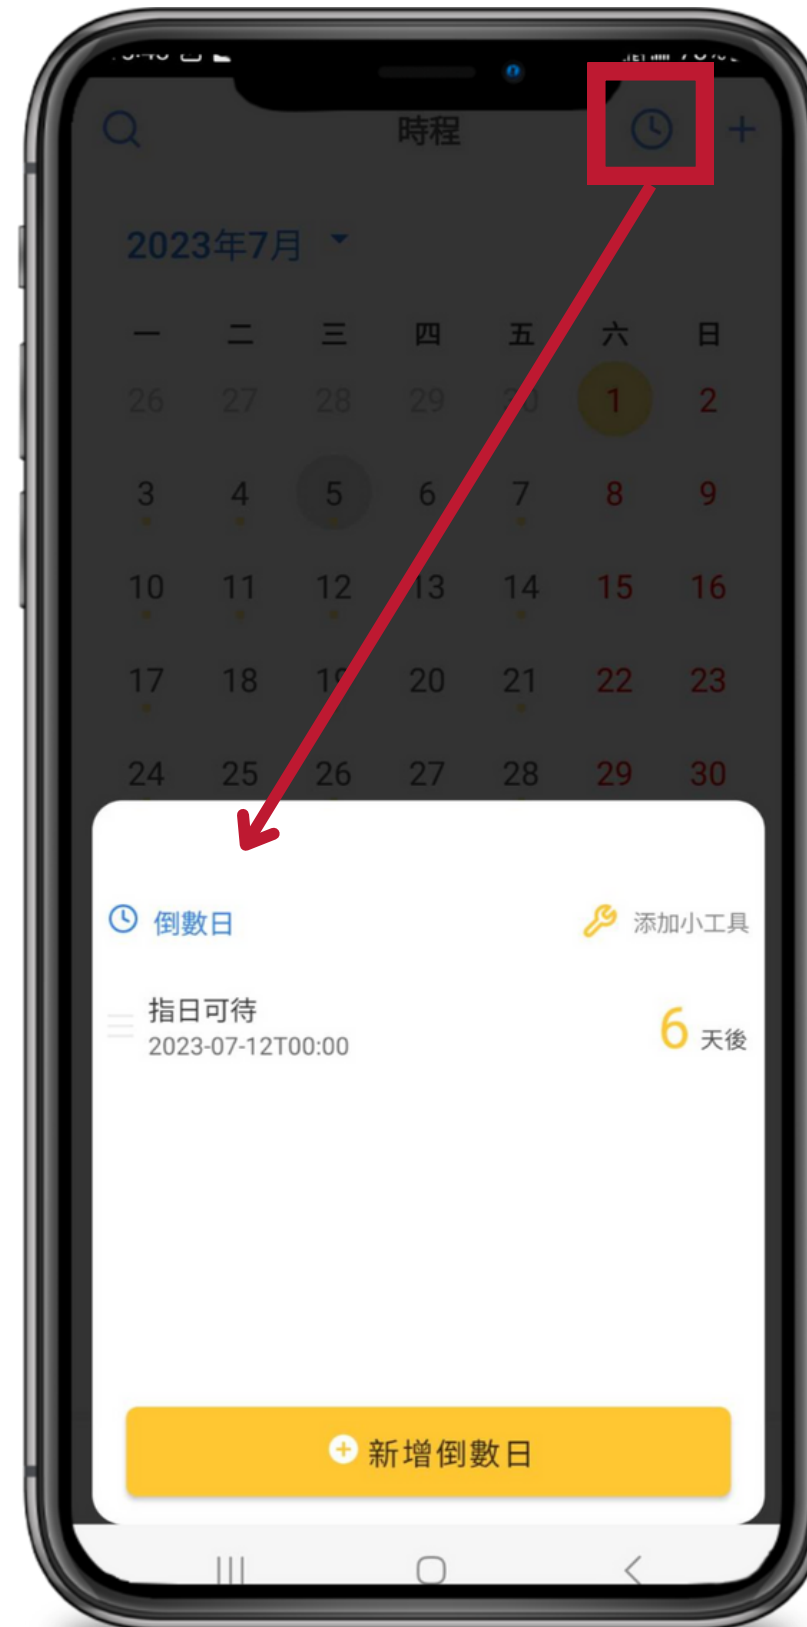 時程
2023年7月
一 二 三 四 五 六 日
26 27 28 29 30 1 2
3 4 5 6 7 8 9
10 11 12 13 14 15 16
17 18 19 20 21 22 23
24 25 26 27 28 29 30
倒數日 添加小工具
指日可待
2023-07-12T00:00
6 天後
新增倒數日